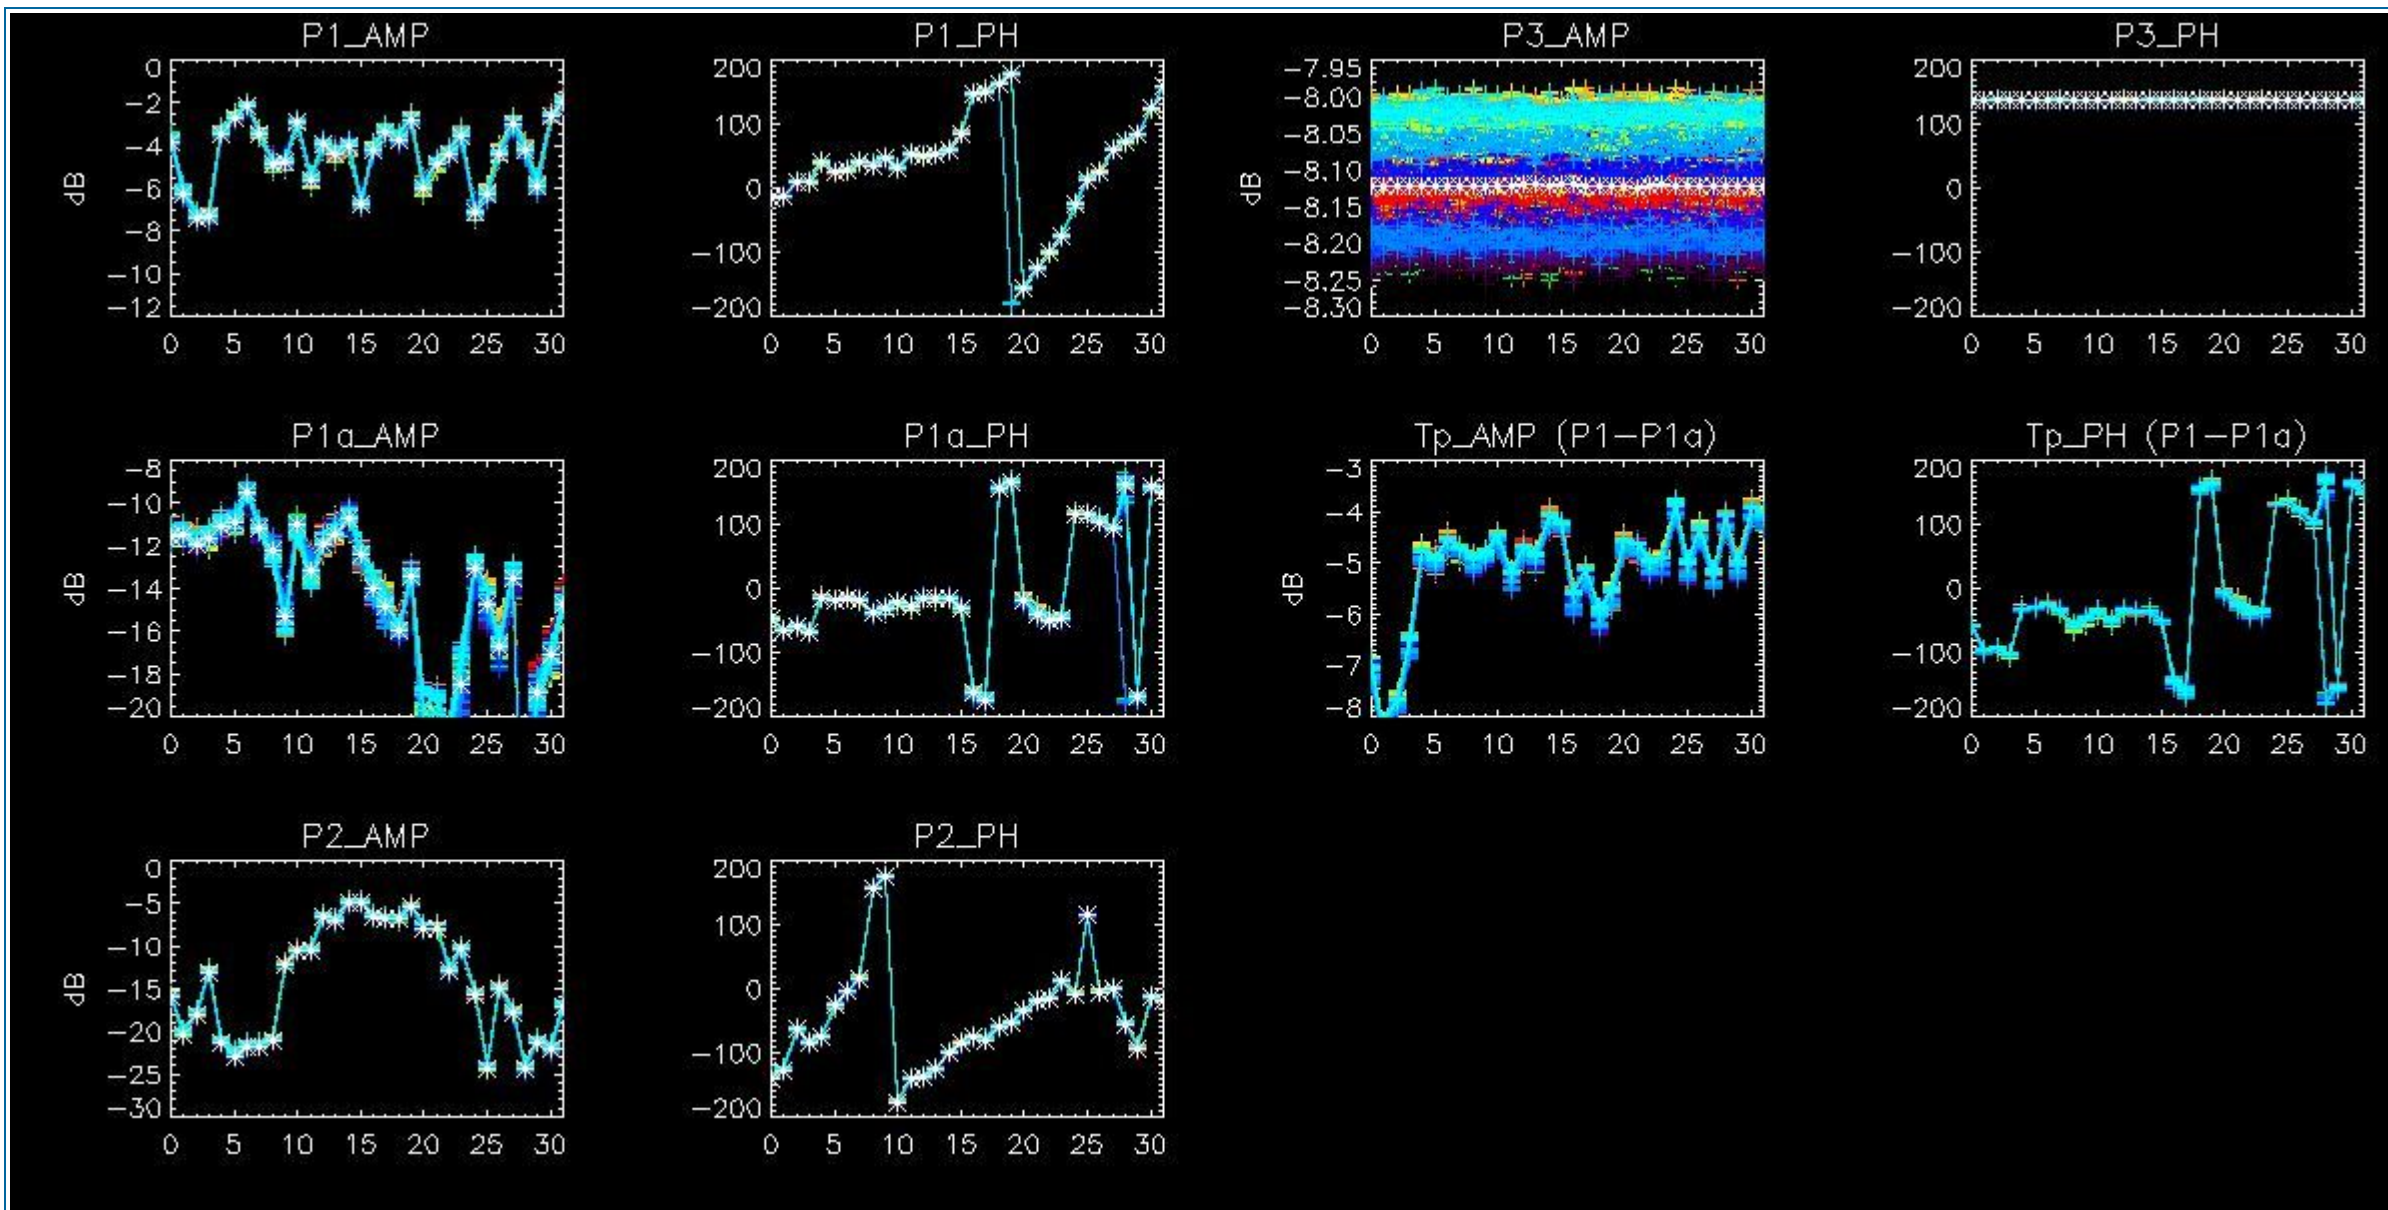 P1_AMP
P1_PH
P3_AMP
P3_PH
0
−2
−4
−6
−8
−10
−12
dB
0 5 10 15 20 25 30
200
100
0
−100
−200
0 5 10 15 20 25 30
−7.95
−8.00
−8.05
−8.10
−8.15
−8.20
−8.25
−8.30
dB
0 5 10 15 20 25 30
200
100
0
−100
−200
0 5 10 15 20 25 30
P1a_AMP
P1a_PH
Tp_AMP (P1−P1a)
Tp_PH (P1−P1a)
−8
−10
−12
−14
−16
−18
−20
dB
0 5 10 15 20 25 30
200
100
0
−100
−200
0 5 10 15 20 25 30
−3
−4
−5
−6
−7
−8
dB
0 5 10 15 20 25 30
200
100
0
−100
−200
0 5 10 15 20 25 30
P2_AMP
P2_PH
0
−5
−10
−15
−20
−25
−30
dB
0 5 10 15 20 25 30
200
100
0
−100
−200
0 5 10 15 20 25 30